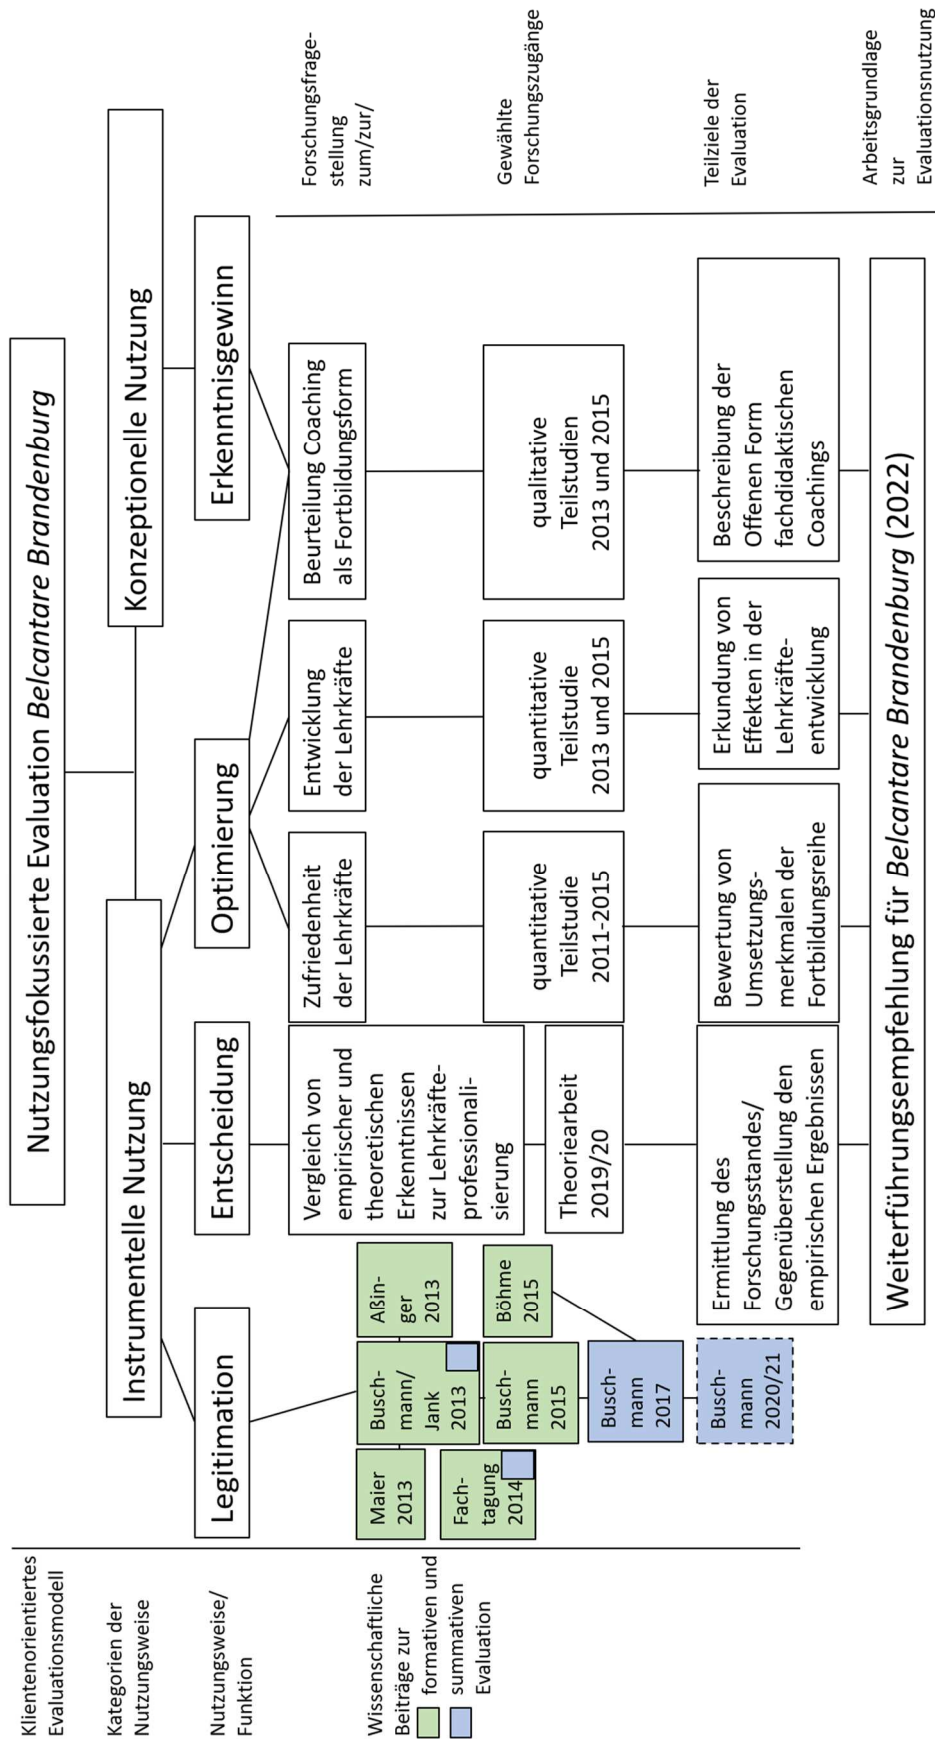 Klientenorientiertes
Evaluationsmodell
Nutzungsfokussierte Evaluation Belcantare Brandenburg
Kategorien der
Nutzungsweise
Instrumentelle Nutzung
Konzeptionelle Nutzung
Nutzungsweise/
Funktion
Legitimation
Entscheidung
Optimierung
Erkenntnisgewinn
Wissenschaftliche
Beiträge zur
formativen und
summativen
Evaluation
Maier
2013
Busch-
mann/
Jank
2013
Aßin-
ger
2013
Fach-
tagung
2014
Busch-
mann
2015
Böhme
2015
Busch-
mann
2017
Busch-
mann
2020/21
Vergleich von
empirischer und
theoretischen
Erkenntnissen
zur Lehrkräfte-
professionali-
sierung
Zufriedenheit
der Lehrkräfte
Entwicklung
der Lehrkräfte
Beurteilung Coaching
als Fortbildungsform
Forschungsfrage-
stellung
zum/zur/
Theoriearbeit
2019/20
quantitative
Teilstudie
2011-2015
quantitative
Teilstudie
2013 und 2015
qualitative
Teilstudien
2013 und 2015
Gewählte
Forschungszugänge
Ermittlung des
Forschungsstandes/
Gegenüberstellung den
empirischen Ergebnissen
Bewertung von
Umsetzungs-
merkmalen der
Fortbildungsreihe
Erkundung von
Effekten in der
Lehrkräfte-
entwicklung
Beschreibung der
Offenen Form
fachdidaktischen
Coachings
Teilziele der
Evaluation
Weiterführungsempfehlung für Belcantare Brandenburg (2022)
Arbeitsgrundlage
zur
Evaluationsnutzung